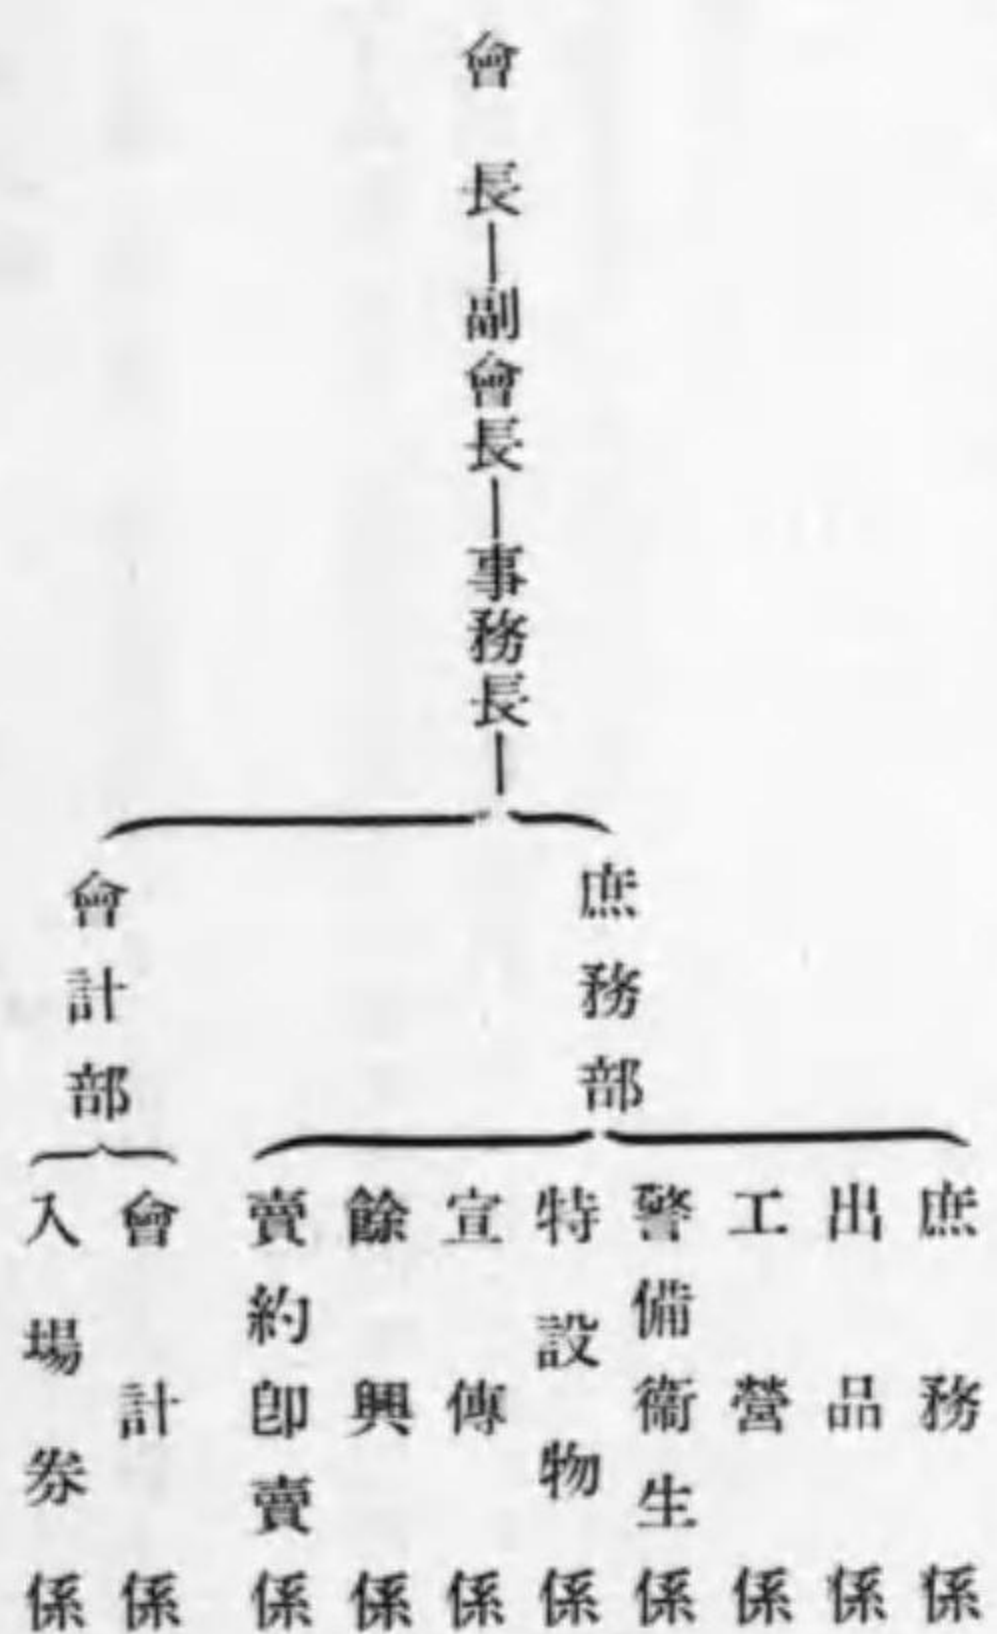 會長―副會長―事務長―
庶務部
庶務係
出品係
工營係
警備衞生係
特設物係
宣傳係
餘興係
賣約卽賣係
會計部
會計係
入場券係